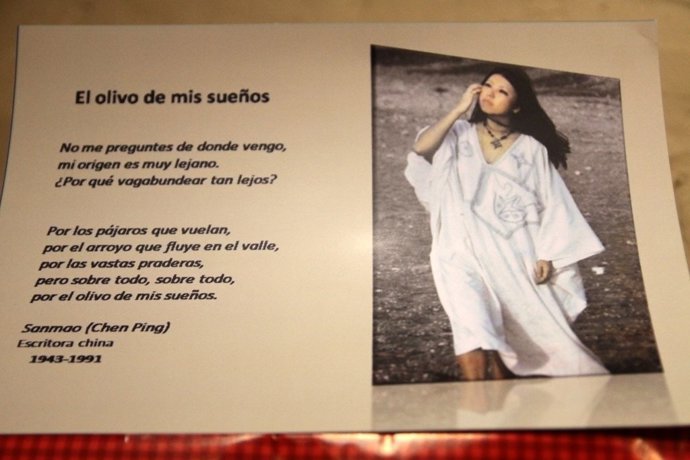 El olivo de mis sueños
No me preguntes de donde vengo,
mi origen es muy lejano.
¿Por qué vagabundear tan lejos?
Por los pájaros que vuelan,
por el arroyo que fluye en el valle,
por las vastas praderas,
pero sobre todo, sobre todo,
por el olivo de mis sueños.
Sanmao (Chen Ping)
Escritora china
1943-1991